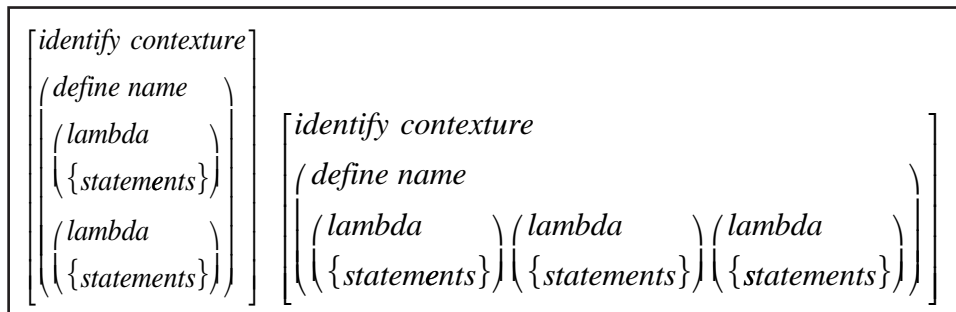 identify contexture
define name
lambda
{statements}
lambda
{statements}
identify contexture
define name
lambda lambda lambda
{statements} {statements} {statements}